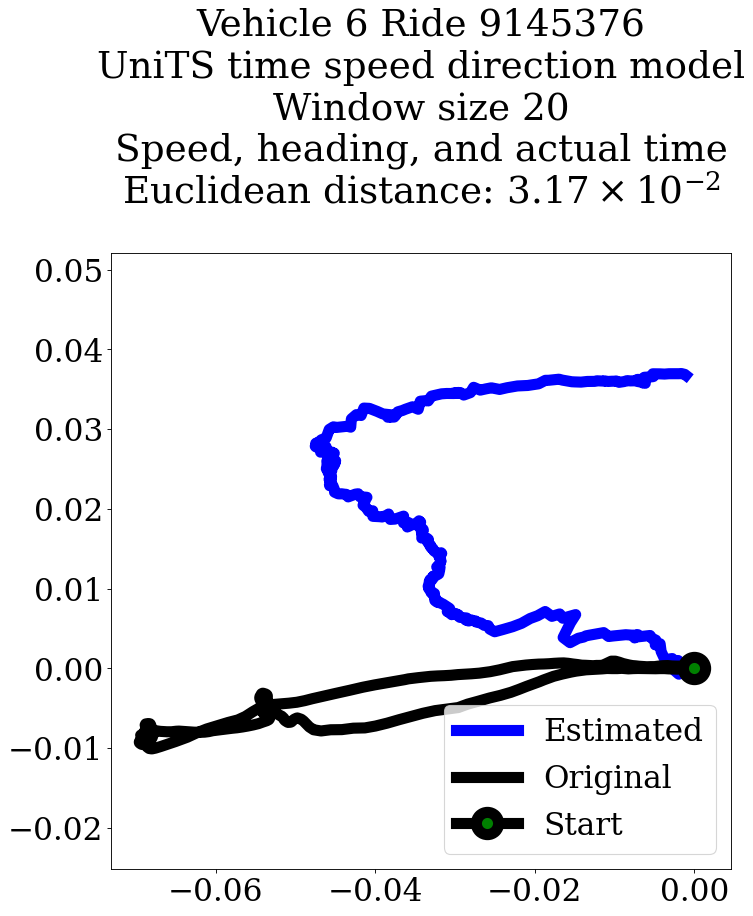 Vehicle 6 Ride 9145376
UniTS time speed direction model
Window size 20
Speed, heading, and actual time
Euclidean distance: 3.17 × 10⁻²
0.05
0.04
0.03
0.02
0.01
0.00
−0.01
−0.02
Estimated
Original
Start
−0.06
−0.04
−0.02
0.00